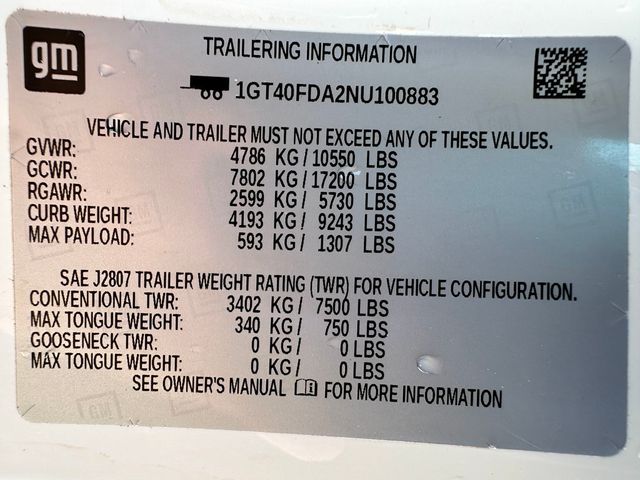 gm
TRAILERING INFORMATION
1GT40FDA2NU100883
VEHICLE AND TRAILER MUST NOT EXCEED ANY OF THESE VALUES.
GVWR: 4786 KG/10550 LBS
GCWR: 7802 KG/17200 LBS
RGAWR: 2599 KG/ 5730 LBS
CURB WEIGHT: 4193 KG/ 9243 LBS
MAX PAYLOAD: 593 KG/ 1307 LBS
SAE J2807 TRAILER WEIGHT RATING (TWR) FOR VEHICLE CONFIGURATION.
CONVENTIONAL TWR: 3402 KG/ 7500 LBS
MAX TONGUE WEIGHT: 340 KG/ 750 LBS
GOOSENECK TWR: 0 KG/ 0 LBS
MAX TONGUE WEIGHT: 0 KG/ 0 LBS
SEE OWNER'S MANUAL FOR MORE INFORMATION